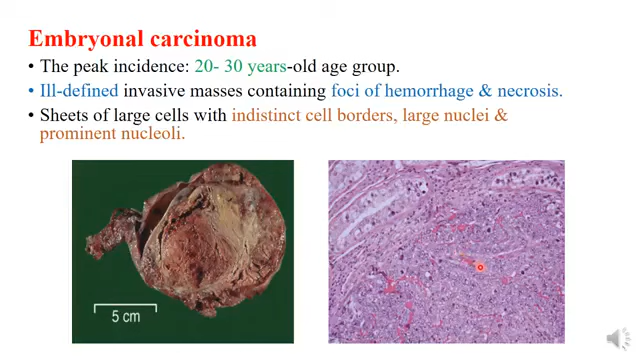 Embryonal carcinoma
• The peak incidence: 20- 30 years-old age group.
• Ill-defined invasive masses containing foci of hemorrhage & necrosis.
• Sheets of large cells with indistinct cell borders, large nuclei &
prominent nucleoli.
5 cm